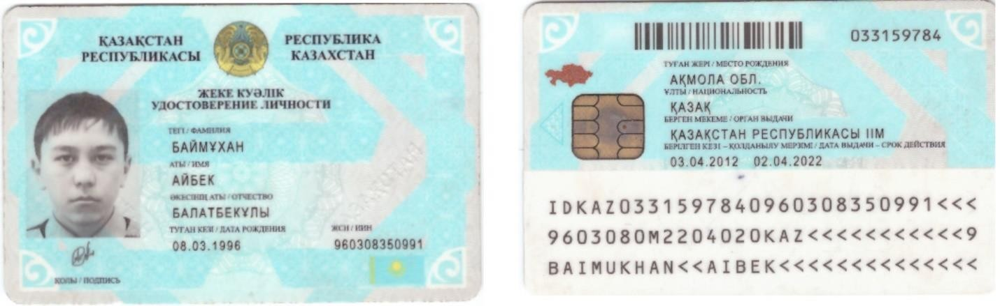 ҚАЗАҚСТАН
РЕСПУБЛИКАСЫ
РЕСПУБЛИКА
КАЗАХСТАН
ЖЕКЕ КУӘЛІК
УДОСТОВЕРЕНИЕ ЛИЧНОСТИ
ТЕГІ / ФАМИЛИЯ
БАЙМҰХАН
АТЫ / ИМЯ
АЙБЕК
ӘКЕСІНІҢ АТЫ / ОТЧЕСТВО
БАЛАТБЕКҰЛЫ
ТУҒАН КЕЗІ / ДАТА РОЖДЕНИЯ
ЖСН / ИИН
08.03.1996
960308350991
ҚОЛЫ / ПОДПИСЬ
033159784
ТУҒАН ЖЕРІ / МЕСТО РОЖДЕНИЯ
АҚМОЛА ОБЛ.
ҰЛТЫ / НАЦИОНАЛЬНОСТЬ
ҚАЗАҚ
БЕРГЕН МЕКЕМЕ / ОРГАН ВЫДАЧИ
ҚАЗАҚСТАН РЕСПУБЛИКАСЫ ІІМ
БЕРІЛГЕН КЕЗІ – ҚОЛДАНЫЛУ МЕРЗІМІ / ДАТА ВЫДАЧИ – СРОК ДЕЙСТВИЯ
03.04.2012 02.04.2022
IDKAZ0331597840960308350991<<<
9603080M2204020KAZ<<<<<<<<<<<9
BAIMUKHAN<<AIBEK<<<<<<<<<<<<<<